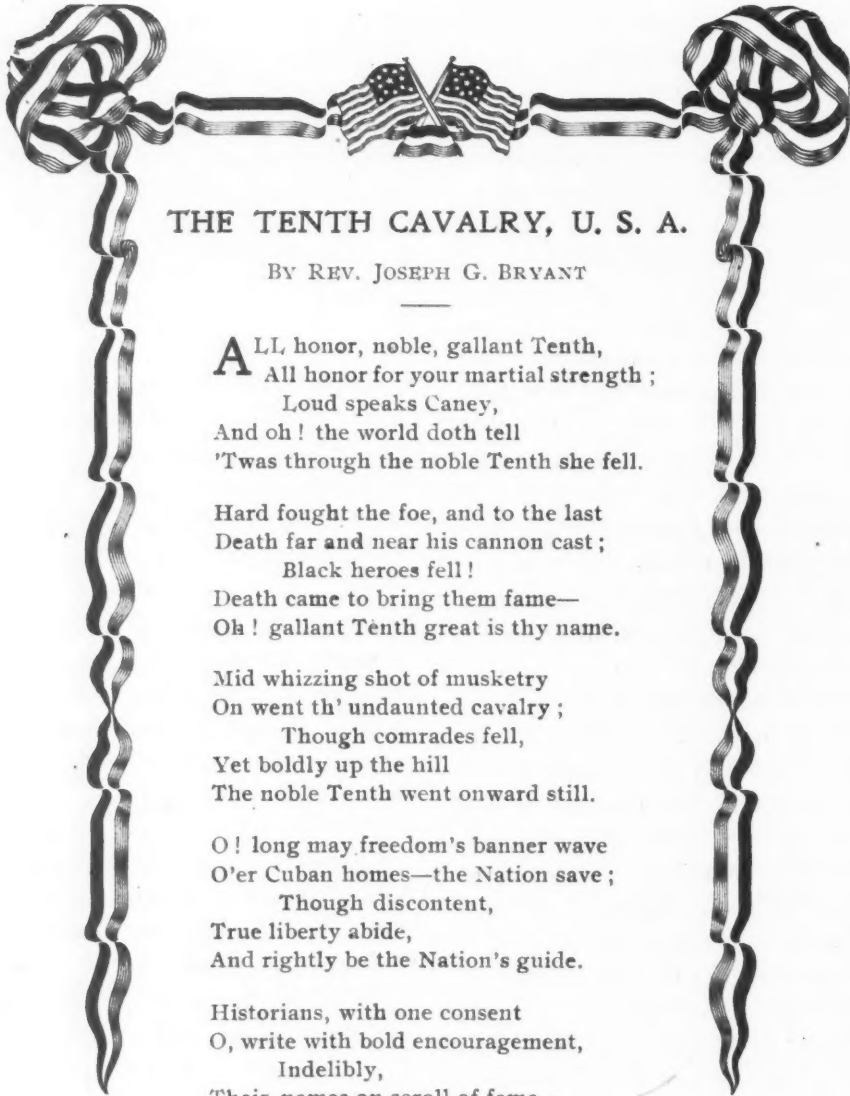 THE TENTH CAVALRY, U. S. A.
BY REV. JOSEPH G. BRYANT
ALL honor, noble, gallant Tenth,
All honor for your martial strength ;
Loud speaks Caney,
And oh ! the world doth tell
'Twas through the noble Tenth she fell.
Hard fought the foe, and to the last
Death far and near his cannon cast ;
Black heroes fell !
Death came to bring them fame—
Oh ! gallant Tenth great is thy name.
Mid whizzing shot of musketry
On went th' undaunted cavalry ;
Though comrades fell,
Yet boldly up the hill
The noble Tenth went onward still.
O ! long may freedom's banner wave
O'er Cuban homes—the Nation save ;
Though discontent,
True liberty abide,
And rightly be the Nation's guide.
Historians, with one consent
O, write with bold encouragement,
Indelibly,
Their names on scroll of fame